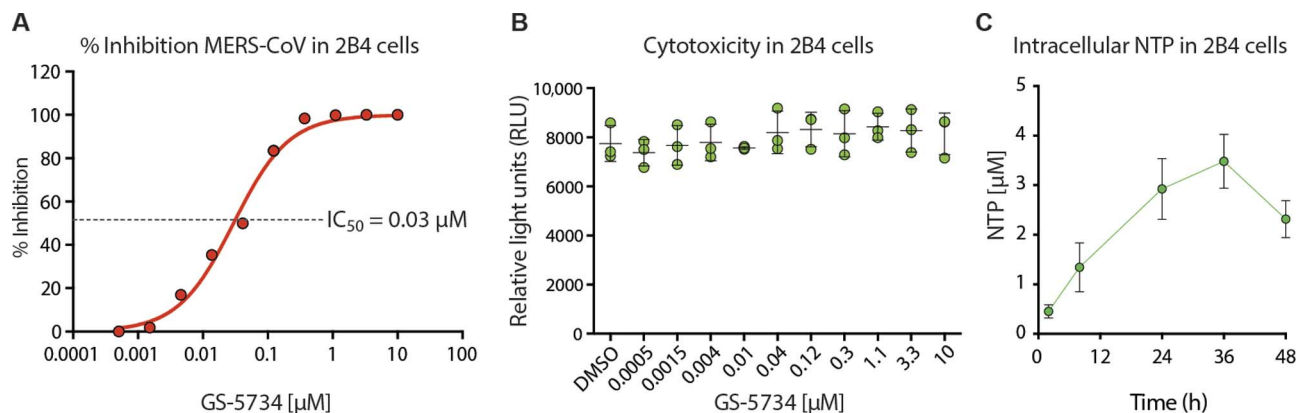 A
% Inhibition MERS-CoV in 2B4 cells
% Inhibition
120
100
80
60
40
20
0
IC50 = 0.03 µM
0.0001
0.001
0.01
0.1
1
10
100
GS-5734 [µM]
B
Cytotoxicity in 2B4 cells
Relative light units (RLU)
10,000
8000
6000
4000
2000
0
DMSO
0.0005
0.0015
0.004
0.01
0.04
0.12
0.3
1.1
3.3
10
GS-5734 [µM]
C
Intracellular NTP in 2B4 cells
NTP [µM]
5
4
3
2
1
0
0
12
24
36
48
Time (h)